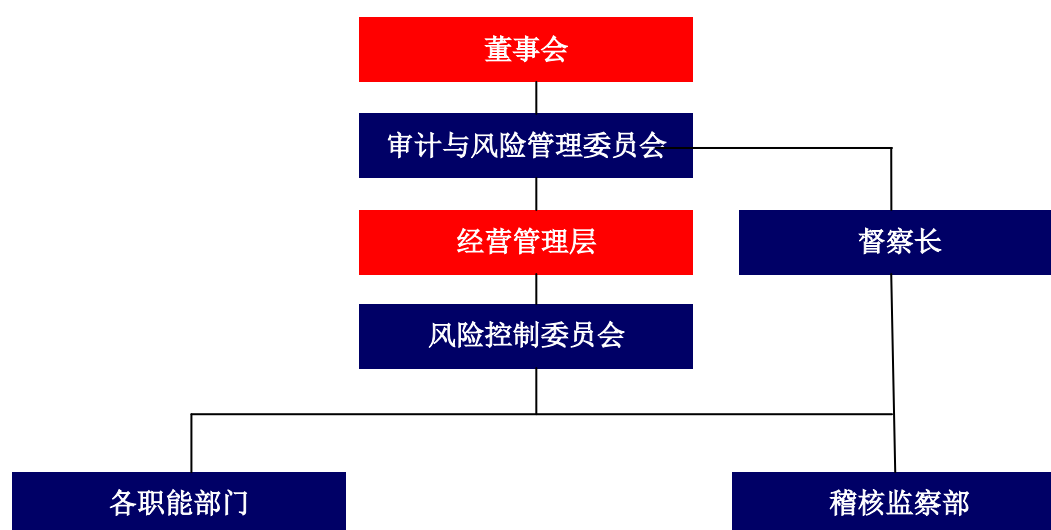 董事会
审计与风险管理委员会
经营管理层
督察长
风险控制委员会
各职能部门
稽核监察部